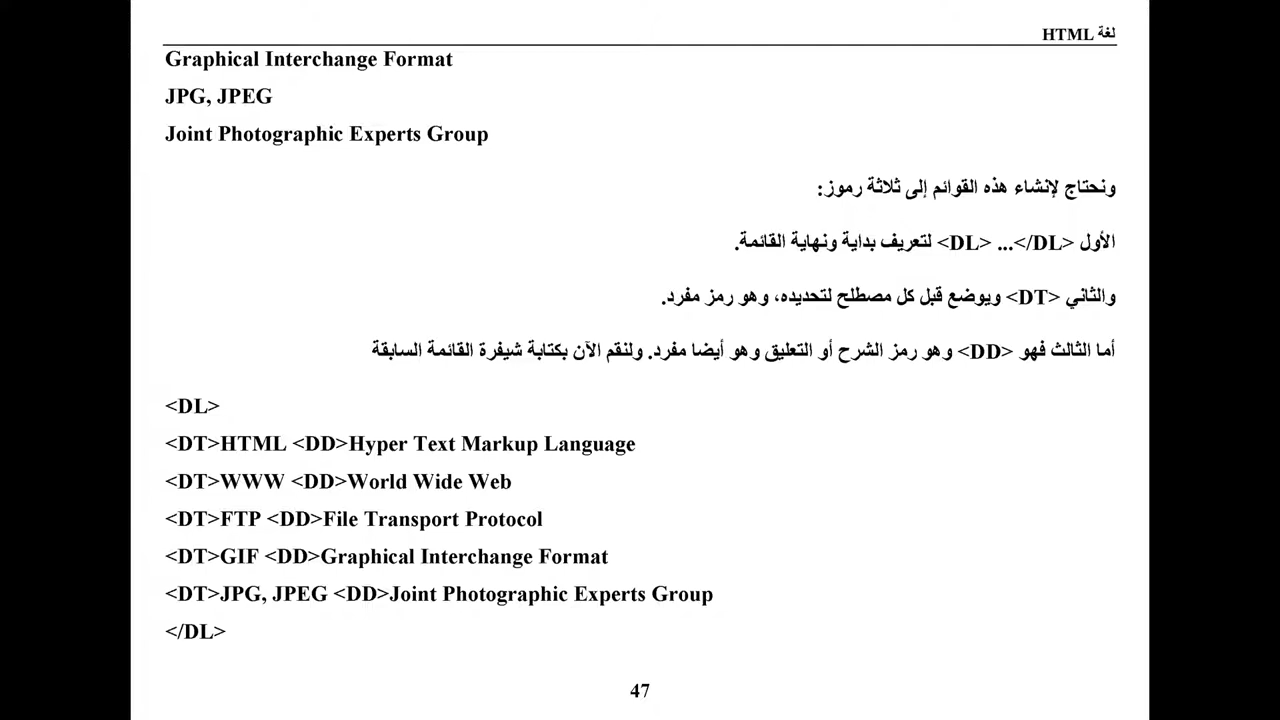 لغة HTML
Graphical Interchange Format
JPG, JPEG
Joint Photographic Experts Group
ونحتاج لإنشاء هذه القوائم إلى ثلاثة رموز:
الأول <DL> ...</DL> لتعريف بداية ونهاية القائمة.
والثاني <DT> ويوضع قبل كل مصطلح لتحديده، وهو رمز مفرد.
أما الثالث فهو <DD> وهو رمز الشرح أو التعليق وهو أيضا مفرد. ولنقم الآن بكتابة شيفرة القائمة السابقة
<DL>
<DT>HTML <DD>Hyper Text Markup Language
<DT>WWW <DD>World Wide Web
<DT>FTP <DD>File Transport Protocol
<DT>GIF <DD>Graphical Interchange Format
<DT>JPG, JPEG <DD>Joint Photographic Experts Group
</DL>
47